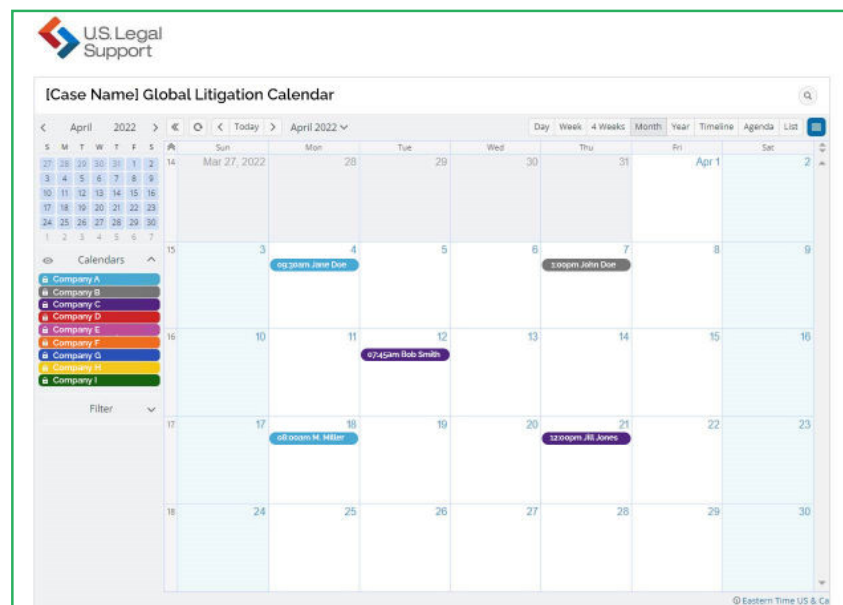 U.S. Legal
Support
[Case Name] Global Litigation Calendar
April 2022
Today April 2022
Day Week 4 Weeks Month Year Timeline Agenda List
S M T W T F S
27 28 29 30 31 1 2
3 4 5 6 7 8 9
10 11 12 13 14 15 16
17 18 19 20 21 22 23
24 25 26 27 28 29 30
1 2 3 4 5 6 7
Calendars
Company A
Company B
Company C
Company D
Company E
Company F
Company G
Company H
Company I
Filter
Sun Mon Tue Wed Thu Fri Sat
14 Mar 27, 2022 28 29 30 31 Apr 1 2
15 3 4 5 6 7 8 9
09:30am Jane Doe 1:00pm John Doe
16 10 11 12 13 14 15 16
07:45am Bob Smith
17 17 18 19 20 21 22 23
08:00am M. Miller 12:00pm Jill Jones
18 24 25 26 27 28 29 30
Eastern Time US & Ca